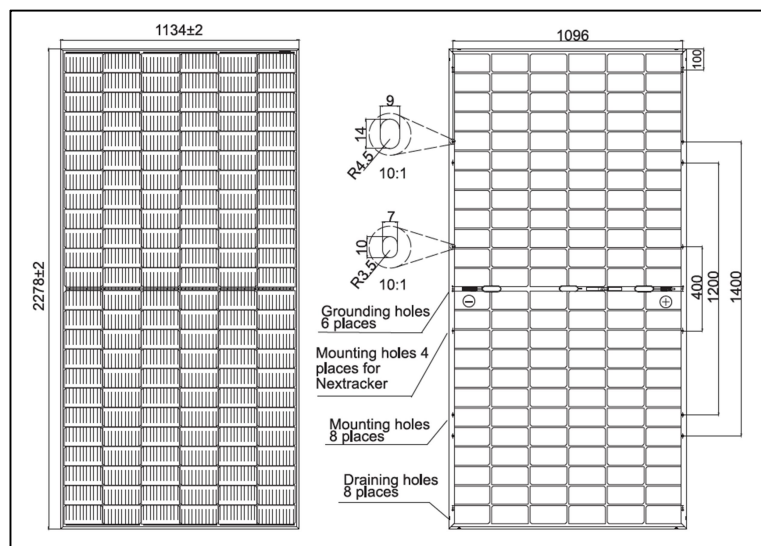 1134±2
2278±2
1096
100
9
14
R4.5
10:1
7
10
R3.5
10:1
400
1200
1400
Grounding holes
6 places
Mounting holes 4
places for
Nextracker
Mounting holes
8 places
Draining holes
8 places
⊖
⊕